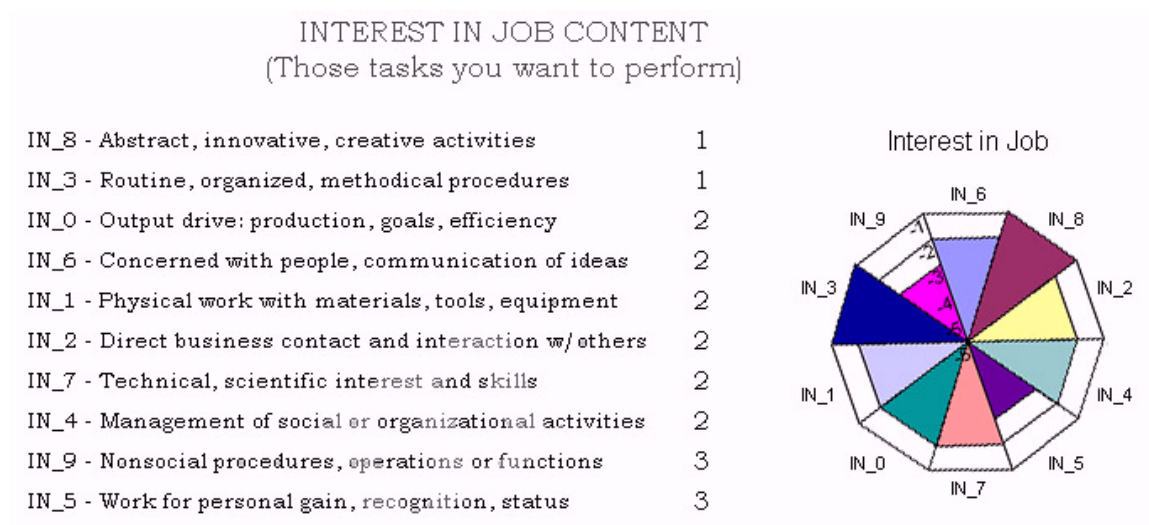 INTEREST IN JOB CONTENT
(Those tasks you want to perform)
IN_8 - Abstract, innovative, creative activities 1
IN_3 - Routine, organized, methodical procedures 1
IN_0 - Output drive: production, goals, efficiency 2
IN_6 - Concerned with people, communication of ideas 2
IN_1 - Physical work with materials, tools, equipment 2
IN_2 - Direct business contact and interaction w/others 2
IN_7 - Technical, scientific interest and skills 2
IN_4 - Management of social or organizational activities 2
IN_9 - Nonsocial procedures, operations or functions 3
IN_5 - Work for personal gain, recognition, status 3
Interest in Job
IN_6
IN_9 IN_8
-1
-2
-3
IN_3 IN_2
-4
IN_1 IN_4
IN_0 IN_5
IN_7